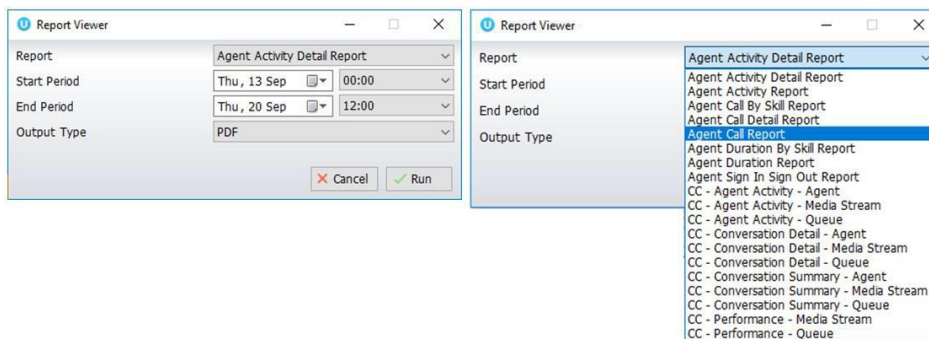 Report Viewer
Report Agent Activity Detail Report
Start Period Thu, 13 Sep 00:00
End Period Thu, 20 Sep 12:00
Output Type PDF
Cancel Run
Report Viewer
Report Agent Activity Detail Report
Start Period
End Period
Output Type
Agent Activity Detail Report
Agent Activity Report
Agent Call By Skill Report
Agent Call Detail Report
Agent Call Report
Agent Duration By Skill Report
Agent Duration Report
Agent Sign In Sign Out Report
CC - Agent Activity - Agent
CC - Agent Activity - Media Stream
CC - Agent Activity - Queue
CC - Conversation Detail - Agent
CC - Conversation Detail - Media Stream
CC - Conversation Detail - Queue
CC - Conversation Summary - Agent
CC - Conversation Summary - Media Stream
CC - Conversation Summary - Queue
CC - Performance - Media Stream
CC - Performance - Queue